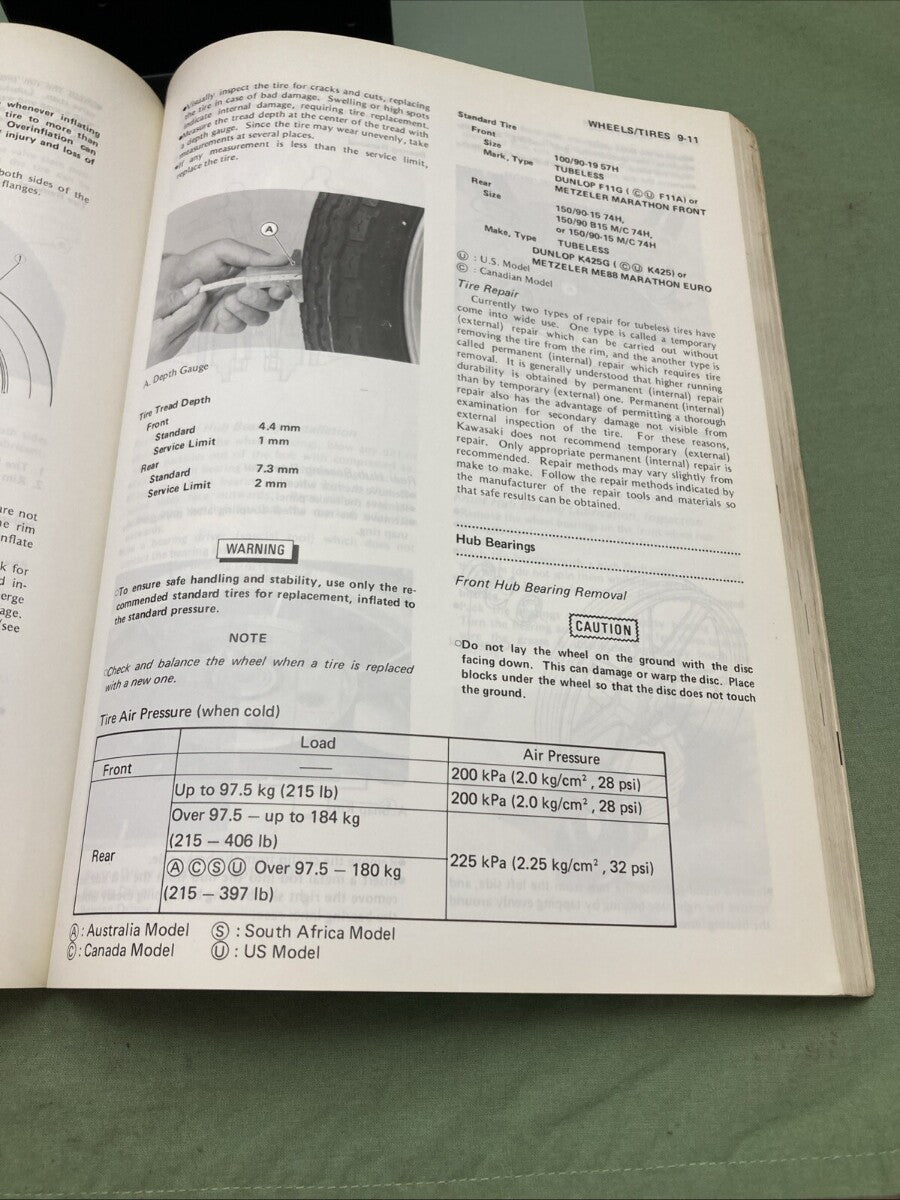 whenever inflating
tire to more than
Overinflation can
injury and loss of
both sides of the
flanges.
are not
e rim
nflate
k for
d in-
erge
age.
/see
●Visually inspect the tire for cracks and cuts, replacing
the tire in case of bad damage. Swelling or high spots
indicate internal damage, requiring tire replacement.
●Measure the tread depth at the center of the tread with
a depth gauge. Since the tire may wear unevenly, take
measurements at several places.
★If any measurement is less than the service limit,
replace the tire.
A
A. Depth Gauge
Tire Tread Depth
Front
Standard 4.4 mm
Service Limit 1 mm
Rear
Standard 7.3 mm
Service Limit 2 mm
WARNING
○To ensure safe handling and stability, use only the re-
commended standard tires for replacement, inflated to
the standard pressure.
NOTE
○Check and balance the wheel when a tire is replaced
with a new one.
WHEELS/TIRES 9-11
Standard Tire
Front
Size 100/90-19 57H
Mark, Type TUBELESS
DUNLOP F11G ( Ⓒ Ⓤ F11A) or
METZELER MARATHON FRONT
Rear
Size 150/90-15 74H,
150/90 B15 M/C 74H,
or 150/90-15 M/C 74H
Make, Type TUBELESS
DUNLOP K425G ( Ⓒ Ⓤ K425) or
METZELER ME88 MARATHON EURO
Ⓤ : U.S. Model
Ⓒ : Canadian Model
Tire Repair
Currently two types of repair for tubeless tires have
come into wide use. One type is called a temporary
(external) repair which can be carried out without
removing the tire from the rim, and the another type is
called permanent (internal) repair which requires tire
removal. It is generally understood that higher running
durability is obtained by permanent (internal) repair
than by temporary (external) one. Permanent (internal)
repair also has the advantage of permitting a thorough
examination for secondary damage not visible from
external inspection of the tire. For these reasons,
Kawasaki does not recommend temporary (external)
repair. Only appropriate permanent (internal) repair is
recommended. Repair methods may vary slightly from
make to make. Follow the repair methods indicated by
the manufacturer of the repair tools and materials so
that safe results can be obtained.
Hub Bearings
Front Hub Bearing Removal
CAUTION
○Do not lay the wheel on the ground with the disc
facing down. This can damage or warp the disc. Place
blocks under the wheel so that the disc does not touch
the ground.
Tire Air Pressure (when cold)
Load Air Pressure
Front —— 200 kPa (2.0 kg/cm², 28 psi)
Up to 97.5 kg (215 lb) 200 kPa (2.0 kg/cm², 28 psi)
Over 97.5 – up to 184 kg
(215 – 406 lb)
Rear 225 kPa (2.25 kg/cm², 32 psi)
Ⓐ Ⓒ Ⓢ Ⓤ Over 97.5 – 180 kg
(215 – 397 lb)
Ⓐ: Australia Model Ⓢ : South Africa Model
Ⓒ: Canada Model Ⓤ : US Model